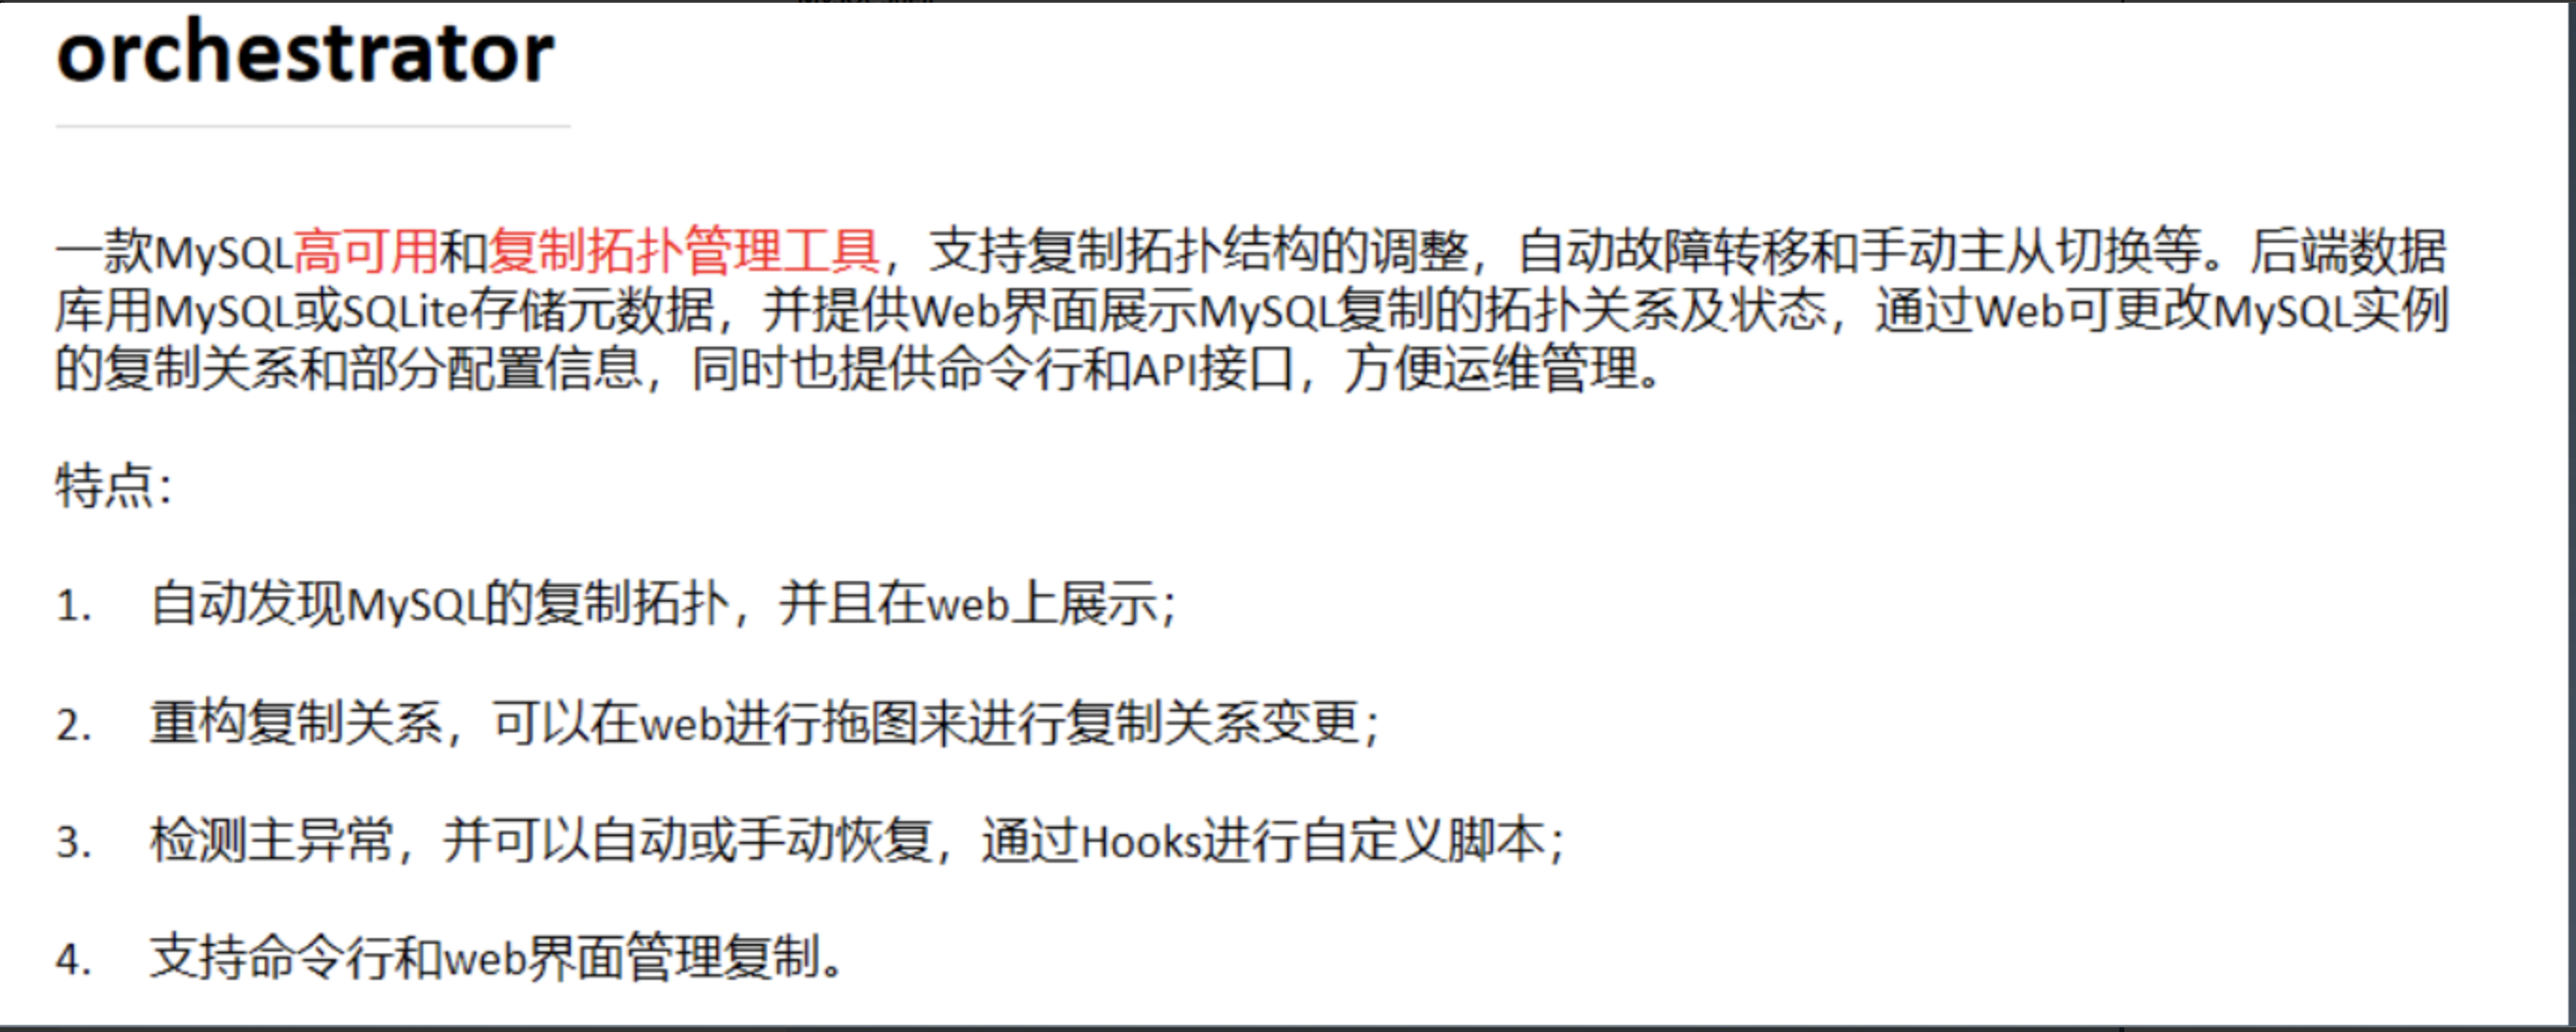 orchestrator
一款MySQL高可用和复制拓扑管理工具，支持复制拓扑结构的调整，自动故障转移和手动主从切换等。后端数据
库用MySQL或SQLite存储元数据，并提供Web界面展示MySQL复制的拓扑关系及状态，通过Web可更改MySQL实例
的复制关系和部分配置信息，同时也提供命令行和API接口，方便运维管理。
特点：
1. 自动发现MySQL的复制拓扑，并且在web上展示；
2. 重构复制关系，可以在web进行拖图来进行复制关系变更；
3. 检测主异常，并可以自动或手动恢复，通过Hooks进行自定义脚本；
4. 支持命令行和web界面管理复制。